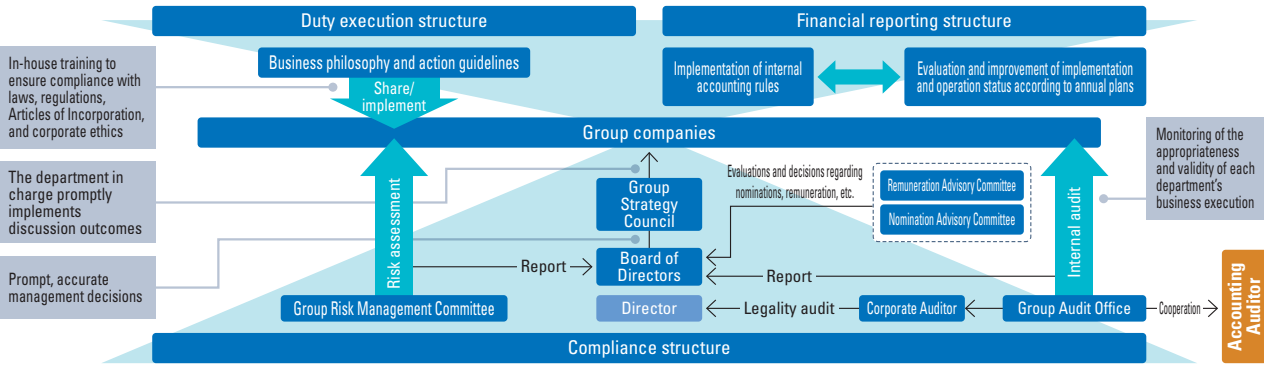 Duty execution structure
Financial reporting structure
In-house training to
ensure compliance with
laws, regulations,
Articles of Incorporation,
and corporate ethics
Business philosophy and action guidelines
Share/
implement
Implementation of internal
accounting rules
Evaluation and improvement of implementation
and operation status according to annual plans
Group companies
The department in
charge promptly
implements
discussion outcomes
Prompt, accurate
management decisions
Risk assessment
Group
Strategy
Council
Evaluations and decisions regarding
nominations, remuneration, etc.
Remuneration Advisory Committee
Nomination Advisory Committee
Internal audit
Monitoring of the
appropriateness
and validity of each
department's
business execution
Report
Board of
Directors
Report
Group Risk Management Committee
Director
Legality audit
Corporate Auditor
Group Audit Office
Cooperation
Accounting
Auditor
Compliance structure